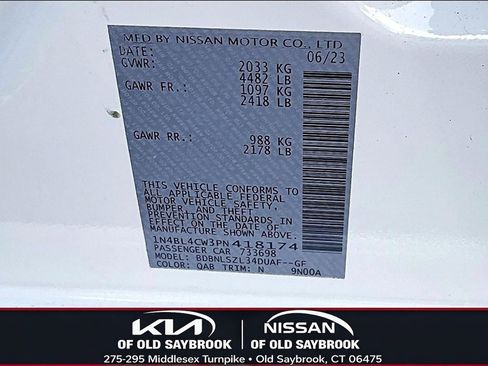 MFD BY NISSAN MOTOR CO., LTD.
DATE: 06/23
GVWR: 2033 KG
4482 LB
GAWR FR.: 1097 KG
2418 LB
GAWR RR.: 988 KG
2178 LB
THIS VEHICLE CONFORMS TO
ALL APPLICABLE FEDERAL
MOTOR VEHICLE SAFETY,
BUMPER, AND THEFT
PREVENTION STANDARDS IN
EFFECT ON THE DATE OF
MANUFACTURE SHOWN ABOVE.
1N4BL4CW3PN418174
PASSENGER CAR 733698
MODEL: BDBNLSZL34DUAF--GF
COLOR: QAB TRIM: N 9N00A
KIA NISSAN
OF OLD SAYBROOK OF OLD SAYBROOK
275-295 Middlesex Turnpike • Old Saybrook, CT 06475